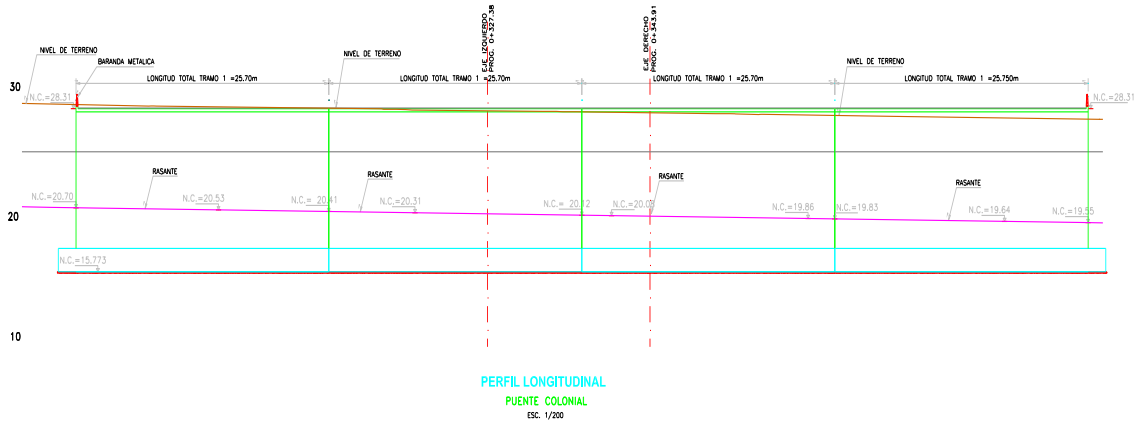 EJE IZQUIERDO
PROG. 0+327.38
EJE DERECHO
PROG. 0+343.91
NIVEL DE TERRENO
BARANDA METALICA
NIVEL DE TERRENO
NIVEL DE TERRENO
LONGITUD TOTAL TRAMO 1 =25.70m
LONGITUD TOTAL TRAMO 1 =25.70m
LONGITUD TOTAL TRAMO 1 =25.70m
LONGITUD TOTAL TRAMO 1 =25.750m
30
N.C.=28.31
N.C.=28.31
RASANTE
RASANTE
RASANTE
RASANTE
20
N.C.=20.70
N.C.=20.53
N.C.= 20.41
N.C.=20.31
N.C.= 20.12
N.C.=20.0
N.C.=19.86
N.C.=19.83
N.C.=19.64
N.C.=19.55
N.C.=15.773
10
PERFIL LONGITUDINAL
PUENTE COLONIAL
ESC. 1/200